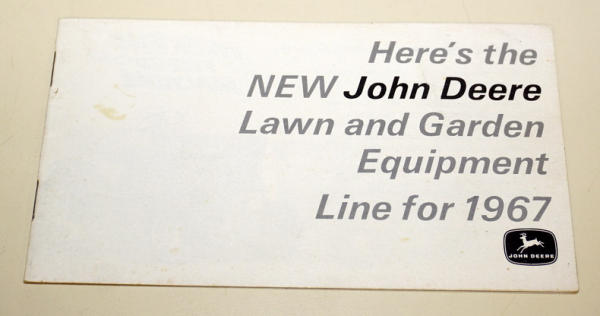 Here's the
NEW John Deere
Lawn and Garden
Equipment
Line for 1967
JOHN DEERE